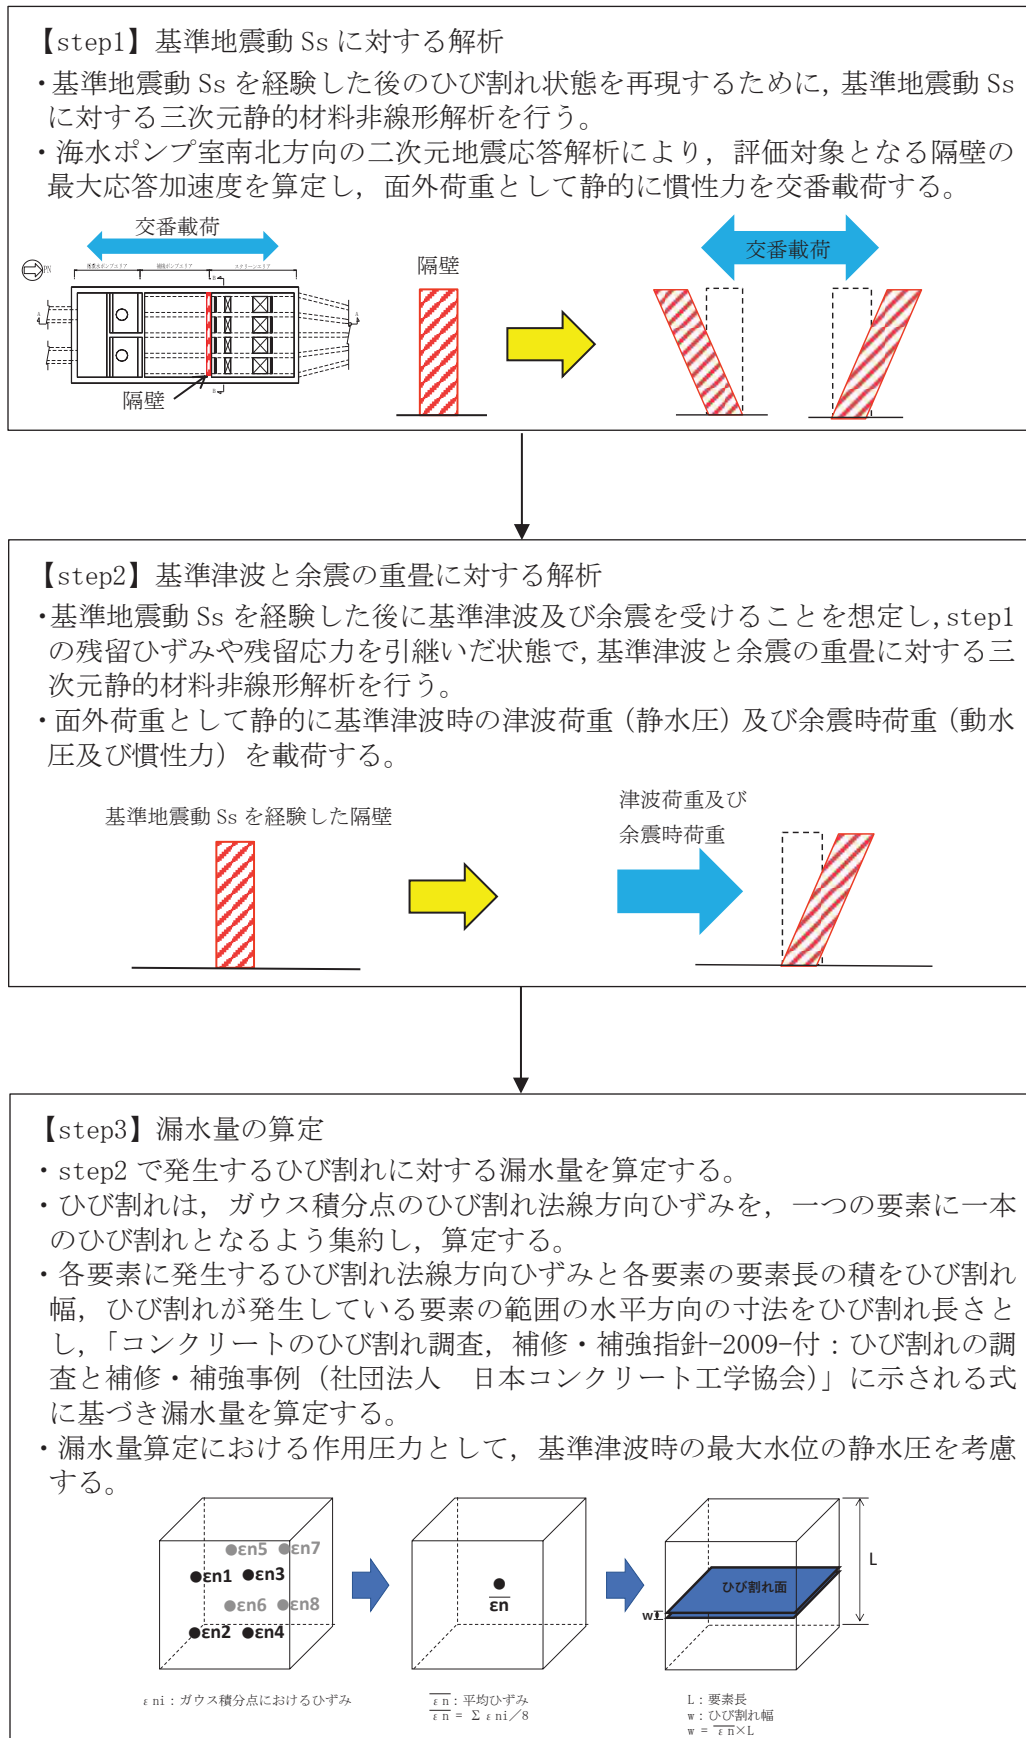 【step1】基準地震動 Ss に対する解析
・基準地震動 Ss を経験した後のひび割れ状態を再現するために，基準地震動 Ss
に対する三次元静的材料非線形解析を行う。
・海水ポンプ室南北方向の二次元地震応答解析により，評価対象となる隔壁の
最大応答加速度を算定し，面外荷重として静的に慣性力を交番載荷する。
交番載荷
PN
補機ポンプエリア
スクリーンエリア
A
A
B
B
隔壁
隔壁
交番載荷
【step2】基準津波と余震の重畳に対する解析
・基準地震動 Ss を経験した後に基準津波及び余震を受けることを想定し，step1
の残留ひずみや残留応力を引継いだ状態で，基準津波と余震の重畳に対する三
次元静的材料非線形解析を行う。
・面外荷重として静的に基準津波時の津波荷重（静水圧）及び余震時荷重（動水
圧及び慣性力）を載荷する。
基準地震動 Ss を経験した隔壁
津波荷重及び
余震時荷重
【step3】漏水量の算定
・step2 で発生するひび割れに対する漏水量を算定する。
・ひび割れは，ガウス積分点のひび割れ法線方向ひずみを，一つの要素に一本
のひび割れとなるよう集約し，算定する。
・各要素に発生するひび割れ法線方向ひずみと各要素の要素長の積をひび割れ
幅，ひび割れが発生している要素の範囲の水平方向の寸法をひび割れ長さと
し，「コンクリートのひび割れ調査，補修・補強指針-2009-付：ひび割れの調
査と補修・補強事例（社団法人　日本コンクリート工学協会）」に示される式
に基づき漏水量を算定する。
・漏水量算定における作用圧力として，基準津波時の最大水位の静水圧を考慮
する。
εn5 εn7
εn1 εn3
εn6 εn8
εn2 εn4
εn
ひび割れ面
w
L
εni：ガウス積分点におけるひずみ
εn：平均ひずみ
εn = Σεni／8
L：要素長
w：ひび割れ幅
w = εn×L